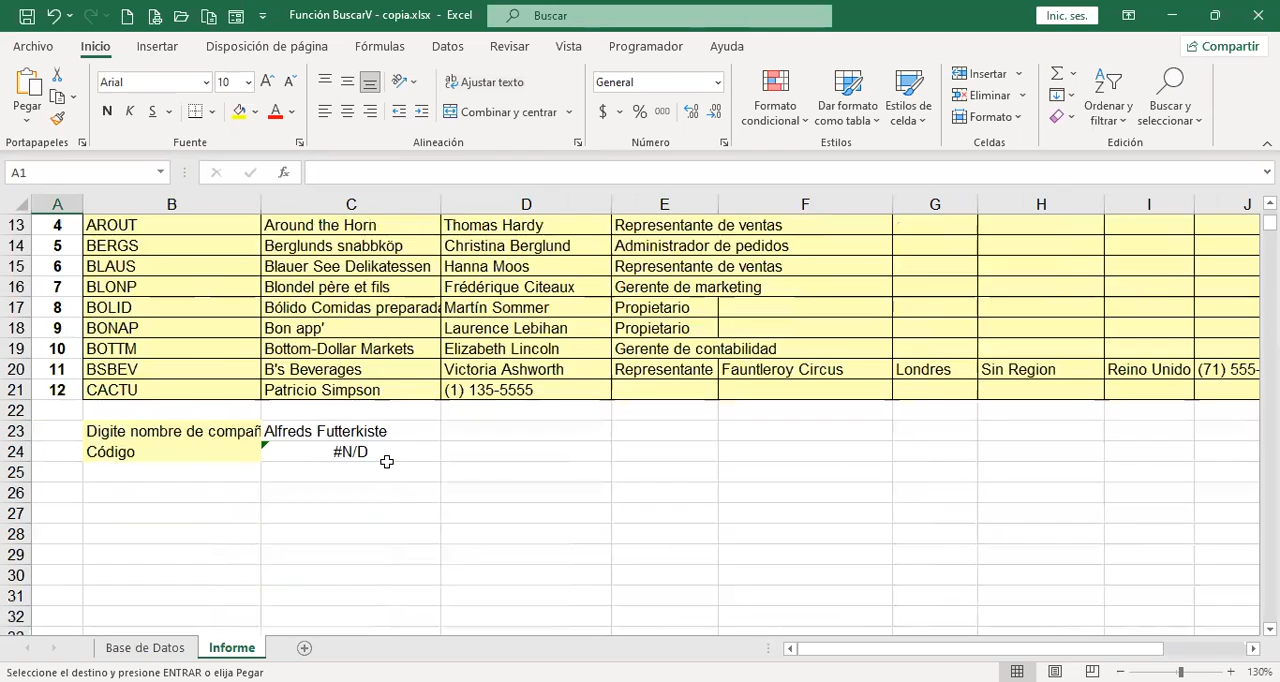 Función BuscarV - copia.xlsx - Excel
Buscar
Inic. ses.
Archivo Inicio Insertar Disposición de página Fórmulas Datos Revisar Vista Programador Ayuda
Compartir
Pegar
Arial 10
N K S
Ajustar texto
Combinar y centrar
General
$ % 000
Formato condicional
Dar formato como tabla
Estilos de celda
Insertar
Eliminar
Formato
Ordenar y filtrar
Buscar y seleccionar
Portapapeles Fuente Alineación Número Estilos Celdas Edición
A1 fx
A B C D E F G H I J
13 4 AROUT Around the Horn Thomas Hardy Representante de ventas
14 5 BERGS Berglunds snabbköp Christina Berglund Administrador de pedidos
15 6 BLAUS Blauer See Delikatessen Hanna Moos Representante de ventas
16 7 BLONP Blondel père et fils Frédérique Citeaux Gerente de marketing
17 8 BOLID Bólido Comidas preparada Martín Sommer Propietario
18 9 BONAP Bon app' Laurence Lebihan Propietario
19 10 BOTTM Bottom-Dollar Markets Elizabeth Lincoln Gerente de contabilidad
20 11 BSBEV B's Beverages Victoria Ashworth Representante Fauntleroy Circus Londres Sin Region Reino Unido (71) 555-
21 12 CACTU Patricio Simpson (1) 135-5555
22
23 Digite nombre de compañ Alfreds Futterkiste
24 Código #N/D
25
26
27
28
29
30
31
32
Base de Datos Informe
Seleccione el destino y presione ENTRAR o elija Pegar
130%